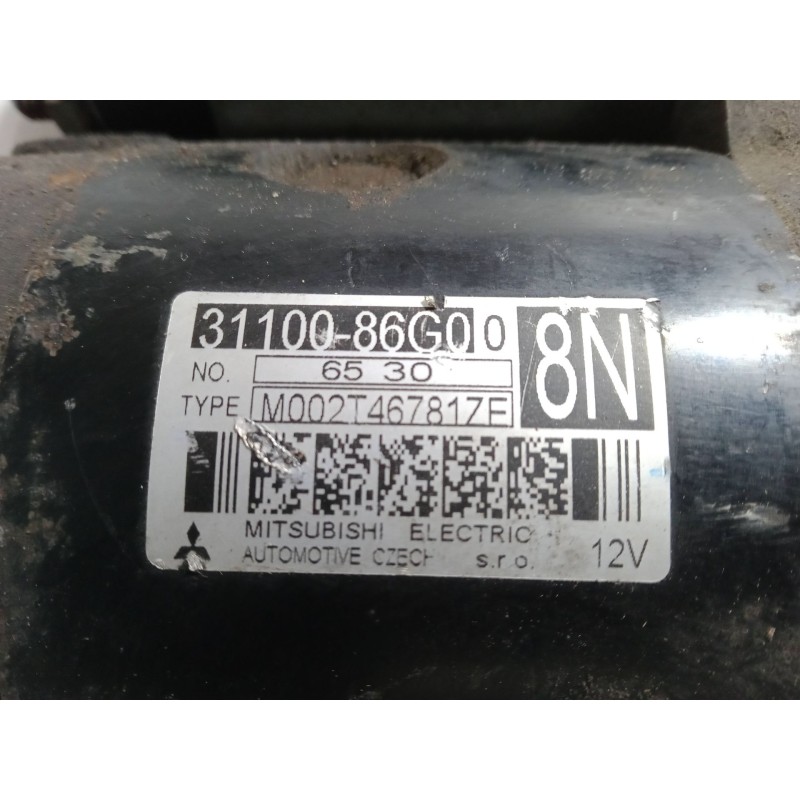 31100-86G00
8N
NO. 65 30
TYPE M002T46781ZE
MITSUBISHI ELECTRIC
AUTOMOTIVE CZECH s.r.o.
12V